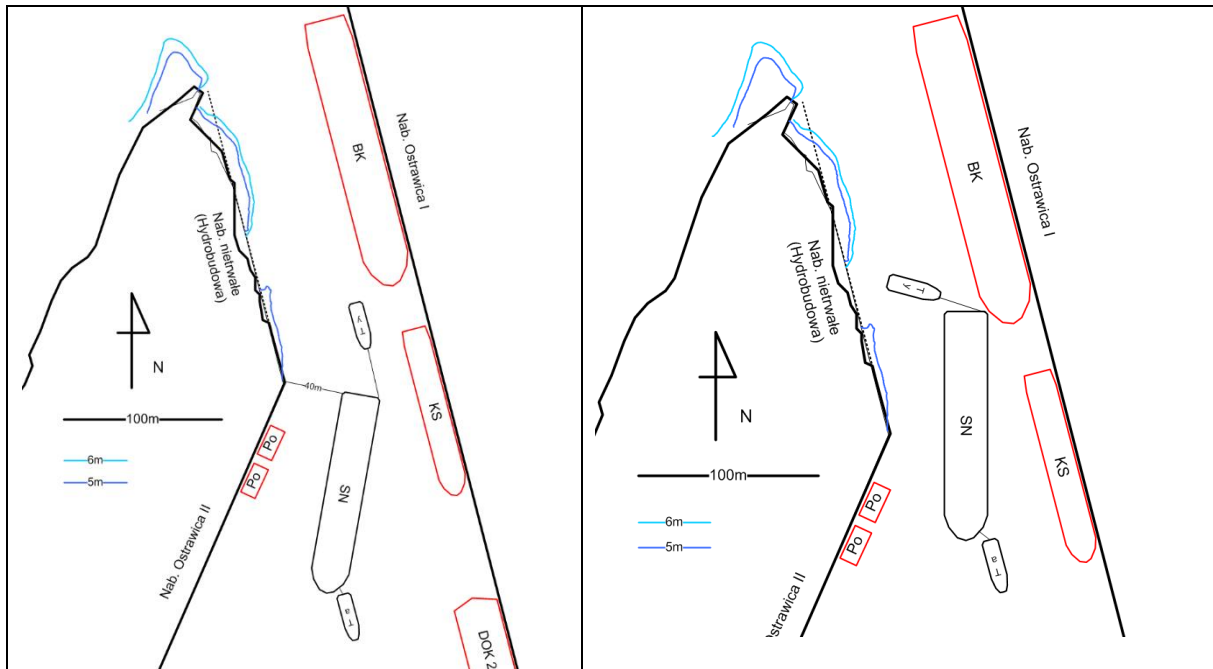 BK
Nab. Ostrawica I
Nab. nietrwałe
(Hydrobudowa)
T y
N
40m
KS
100m
SN
Po
Po
6m
5m
T a
Nab. Ostrawica II
DOK 2
BK
Nab. Ostrawica I
Nab. nietrwałe
(Hydrobudowa)
T y
N
SN
KS
100m
Po
Po
6m
5m
T a
Ostrawica II